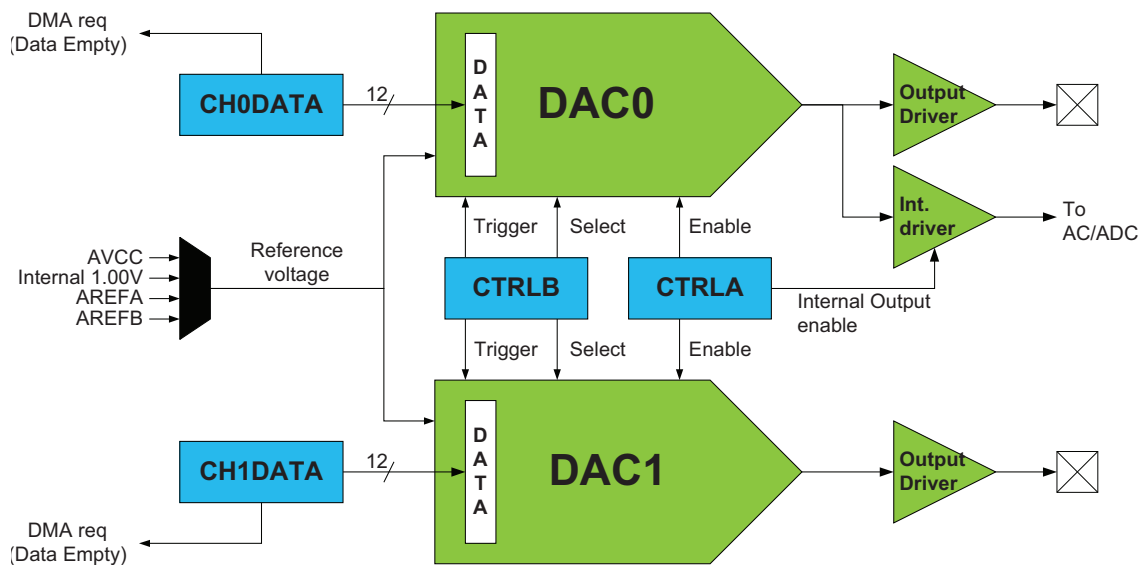 DMA req
(Data Empty)
CH0DATA
12
DATA
DAC0
Output
Driver
Int.
driver
To
AC/ADC
Trigger
Select
Enable
AVCC
Internal 1.00V
AREFA
AREFB
Reference
voltage
CTRLB
CTRLA
Internal Output
enable
Trigger
Select
Enable
CH1DATA
12
DATA
DAC1
Output
Driver
DMA req
(Data Empty)